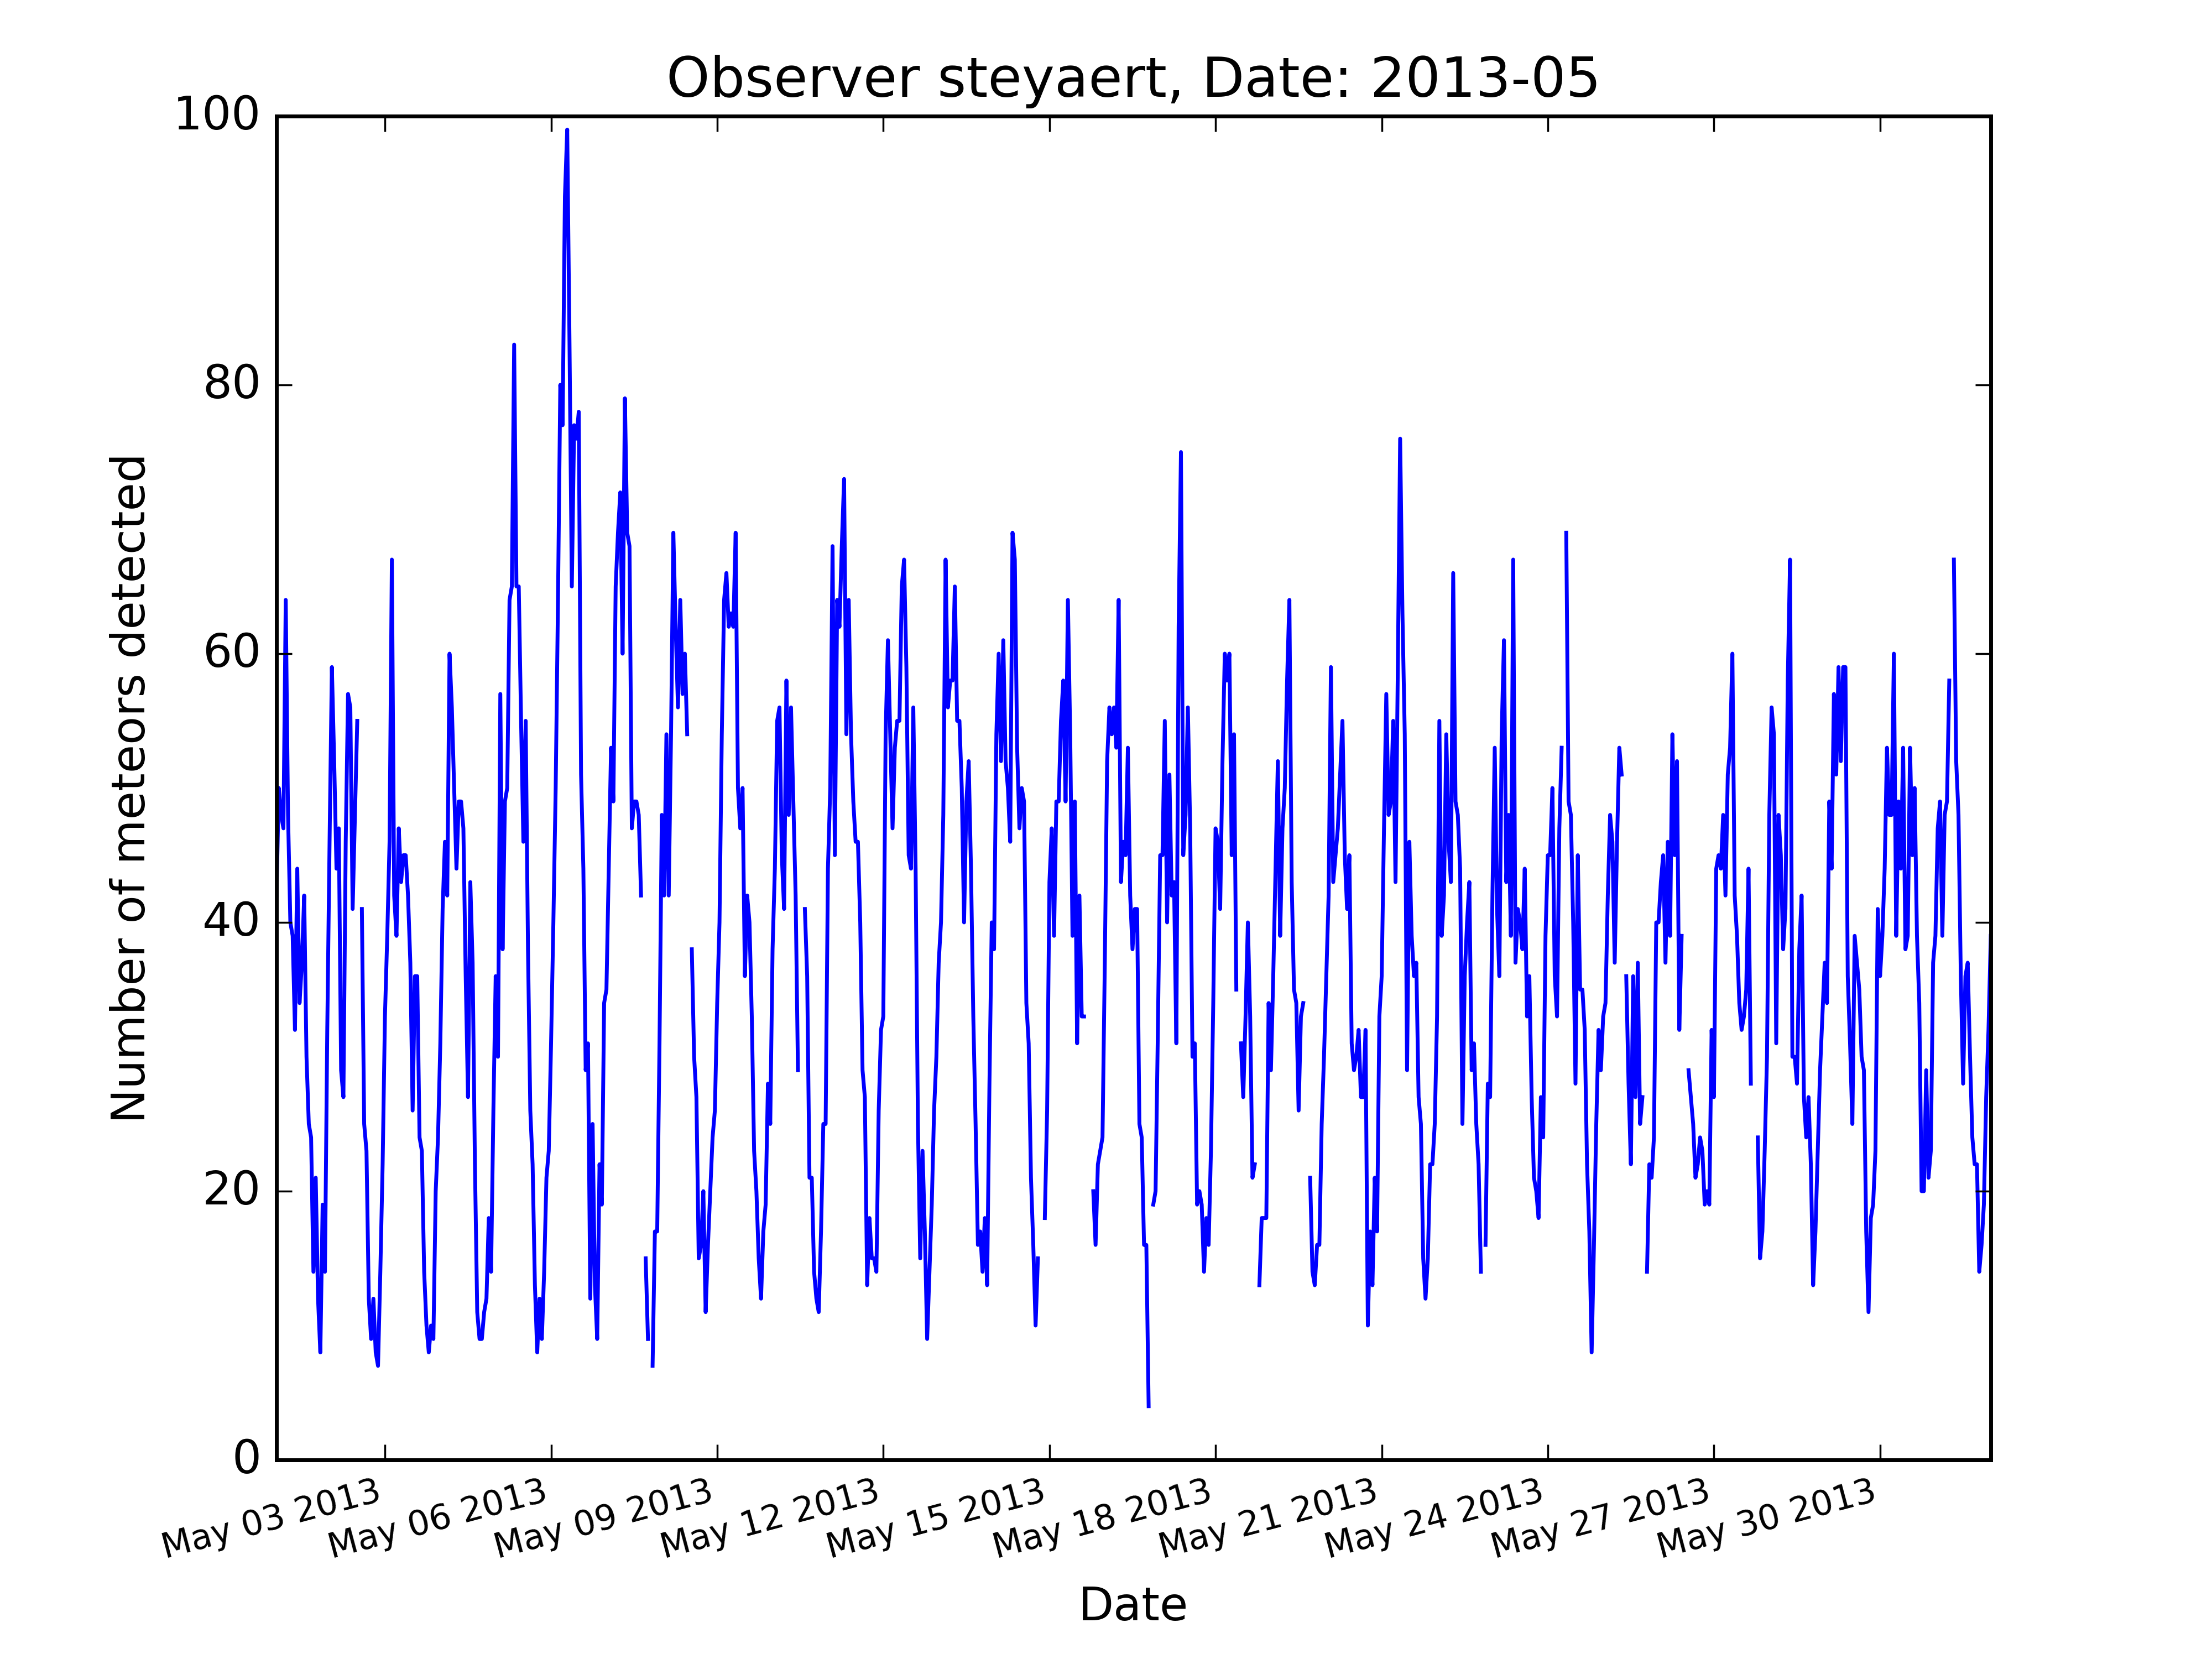 Observer steyaert, Date: 2013-05
100
80
60
40
20
0
Number of meteors detected
May 03 2013
May 06 2013
May 09 2013
May 12 2013
May 15 2013
May 18 2013
May 21 2013
May 24 2013
May 27 2013
May 30 2013
Date